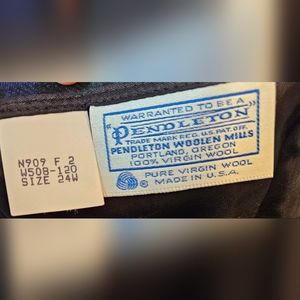 N909 F 2
W508-120
SIZE 24W
WARRANTED TO BE A
"PENDLETON"
TRADE MARK REG. U.S. PAT. OFF.
PENDLETON WOOLEN MILLS
PORTLAND, OREGON
100% VIRGIN WOOL
PURE VIRGIN WOOL
MADE IN U.S.A.